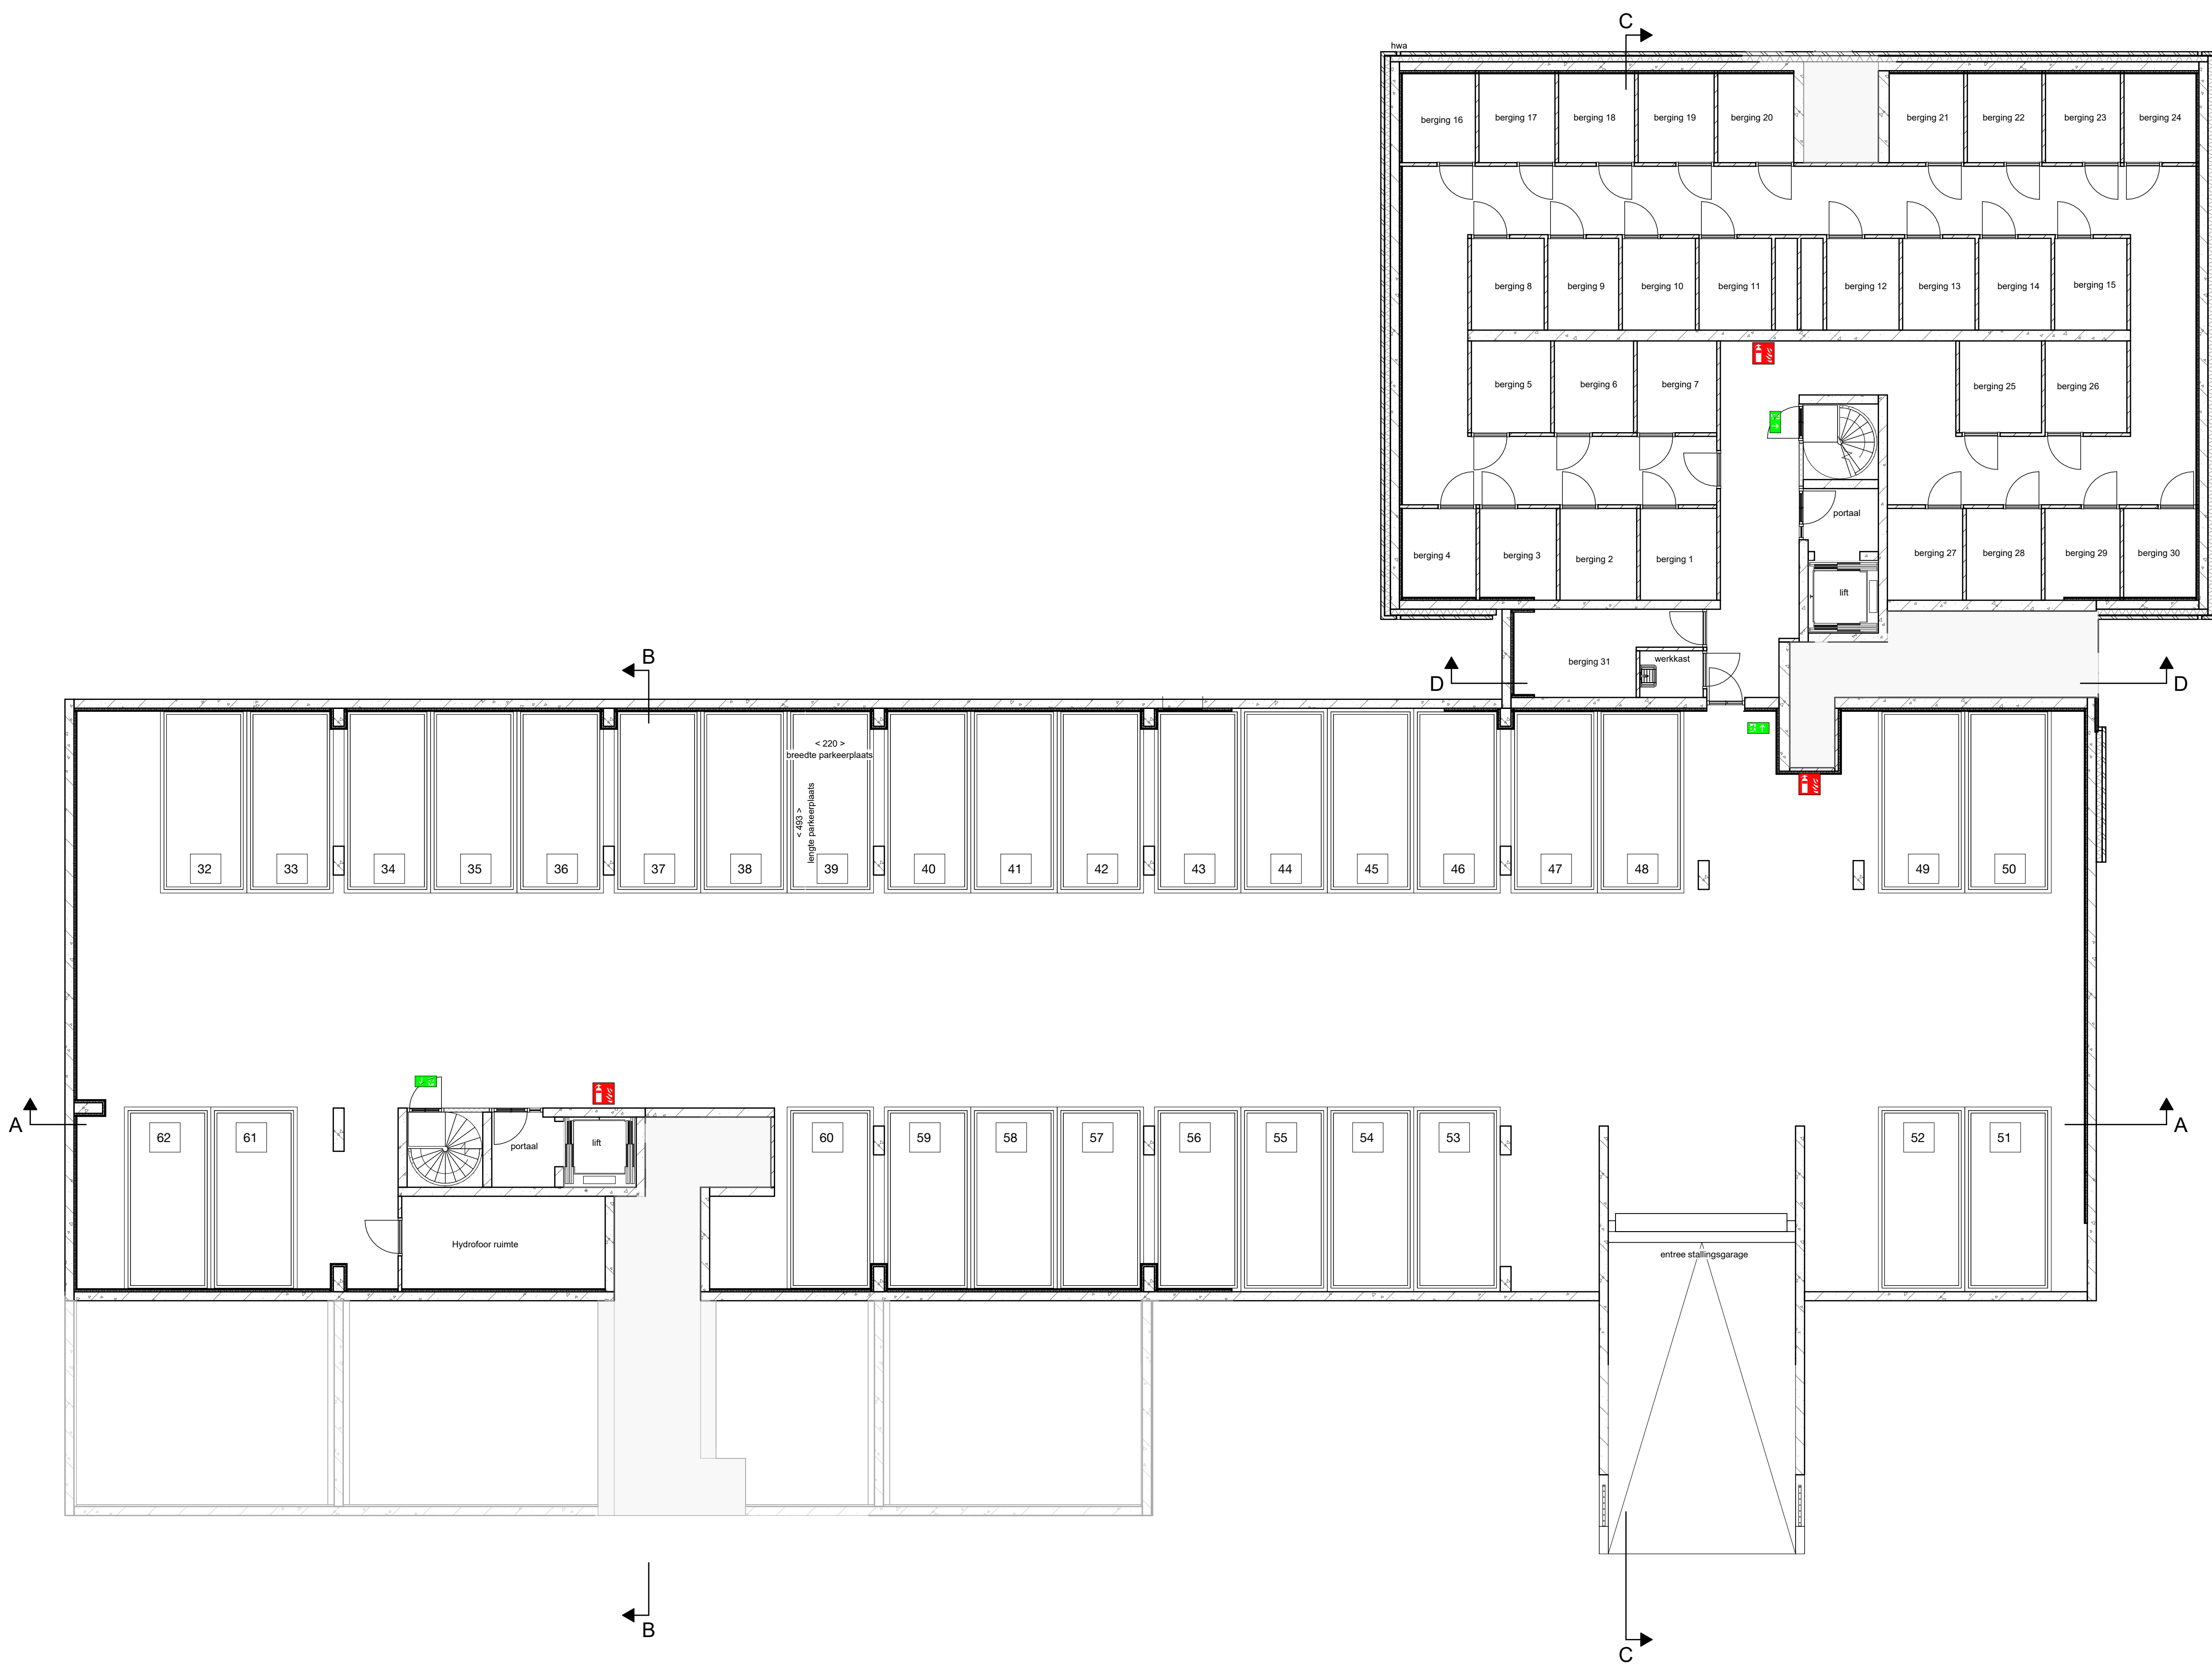 C
hwa
berging 16
berging 17
berging 18
berging 19
berging 20
berging 21
berging 22
berging 23
berging 24
berging 8
berging 9
berging 10
berging 11
berging 12
berging 13
berging 14
berging 15
berging 5
berging 6
berging 7
berging 25
berging 26
portaal
berging 4
berging 3
berging 2
berging 1
berging 27
berging 28
berging 29
berging 30
lift
berging 31
werkkast
B
D
D
< 220 >
breedte parkeerplaats
< 493 >
lengte parkeerplaats
32
33
34
35
36
37
38
39
40
41
42
43
44
45
46
47
48
49
50
A
62
61
portaal
lift
60
59
58
57
56
55
54
53
52
51
A
Hydrofoor ruimte
entree stallingsgarage
B
C